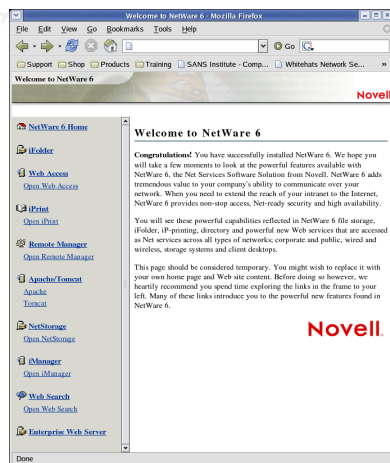 Welcome to NetWare 6 - Mozilla Firefox
File Edit View Go Bookmarks Tools Help
Go
Support Shop Products Training SANS Institute - Comp... Whitehats Network Se... »
Welcome to NetWare 6
Novell
NetWare 6 Home
iFolder
Web Access
Open Web Access
iPrint
Open iPrint
Remote Manager
Open Remote Manager
Apache/Tomcat
Apache
Tomcat
NetStorage
Open NetStorage
iManager
Open iManager
Web Search
Open Web Search
Enterprise Web Server
Welcome to NetWare 6
Congratulations! You have successfully installed NetWare 6. We hope you
will take a few moments to look at the powerful features available with
NetWare 6, the Net Services Software Solution from Novell. NetWare 6 adds
tremendous value to your company's ability to communicate over your
network. When you need to extend the reach of your intranet to the Internet,
NetWare 6 provides non-stop access, Net-ready security and high availability.
You will see these powerful capabilities reflected in NetWare 6 file storage,
iFolder, iP-printing, directory and powerful new Web services that are accessed
as Net services across all types of networks; corporate and public, wired and
wireless, storage systems and client desktops.
This page should be considered temporary. You might wish to replace it with
your own home page and Web site content. Before doing so however, we
heartily recommend you spend time exploring the links in the frame to your
left. Many of these links introduce you to the powerful new features found in
NetWare 6.
Novell
Done